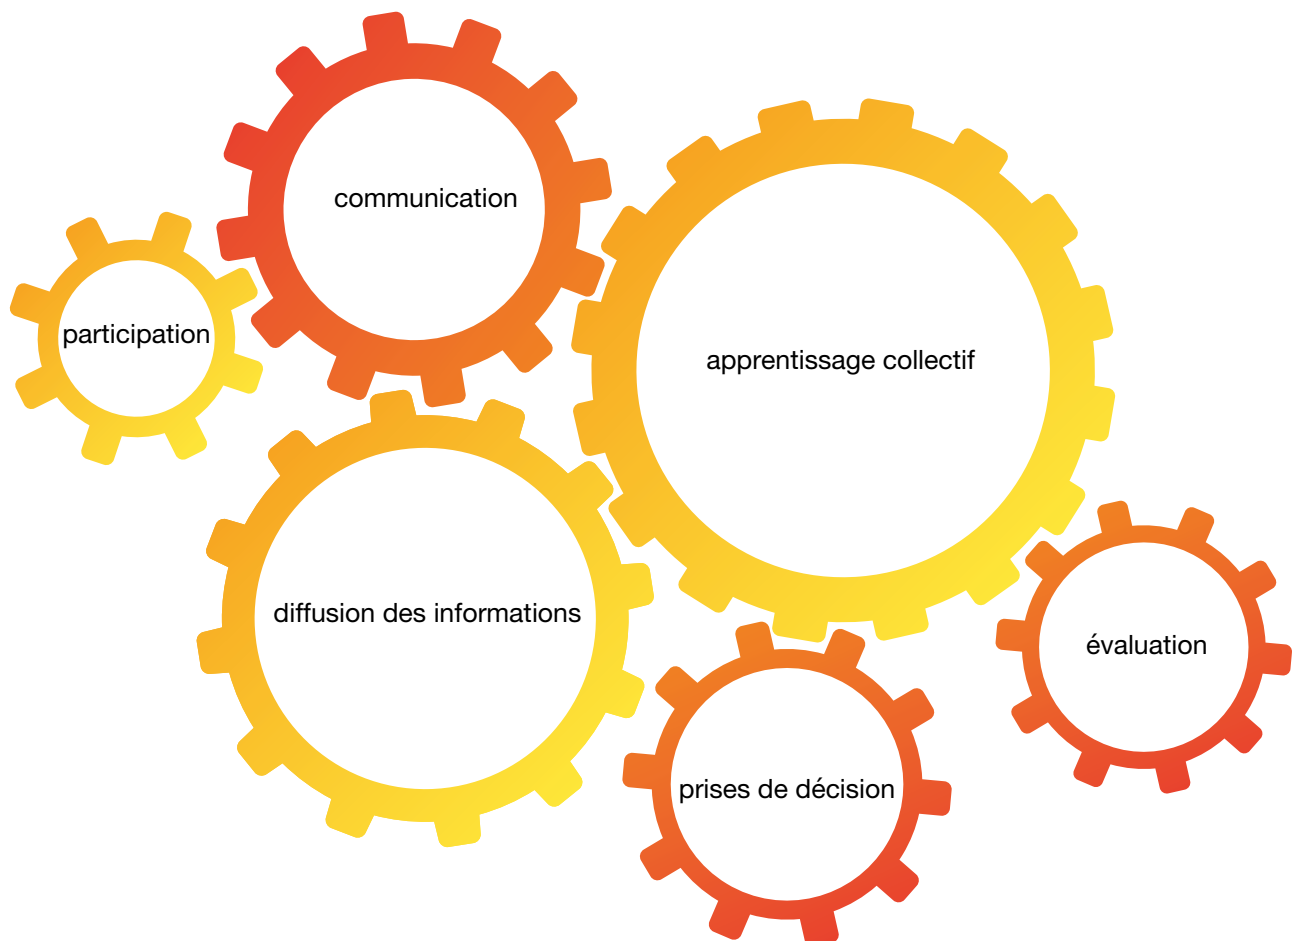 communication
participation
apprentissage collectif
diffusion des informations
évaluation
prises de décision